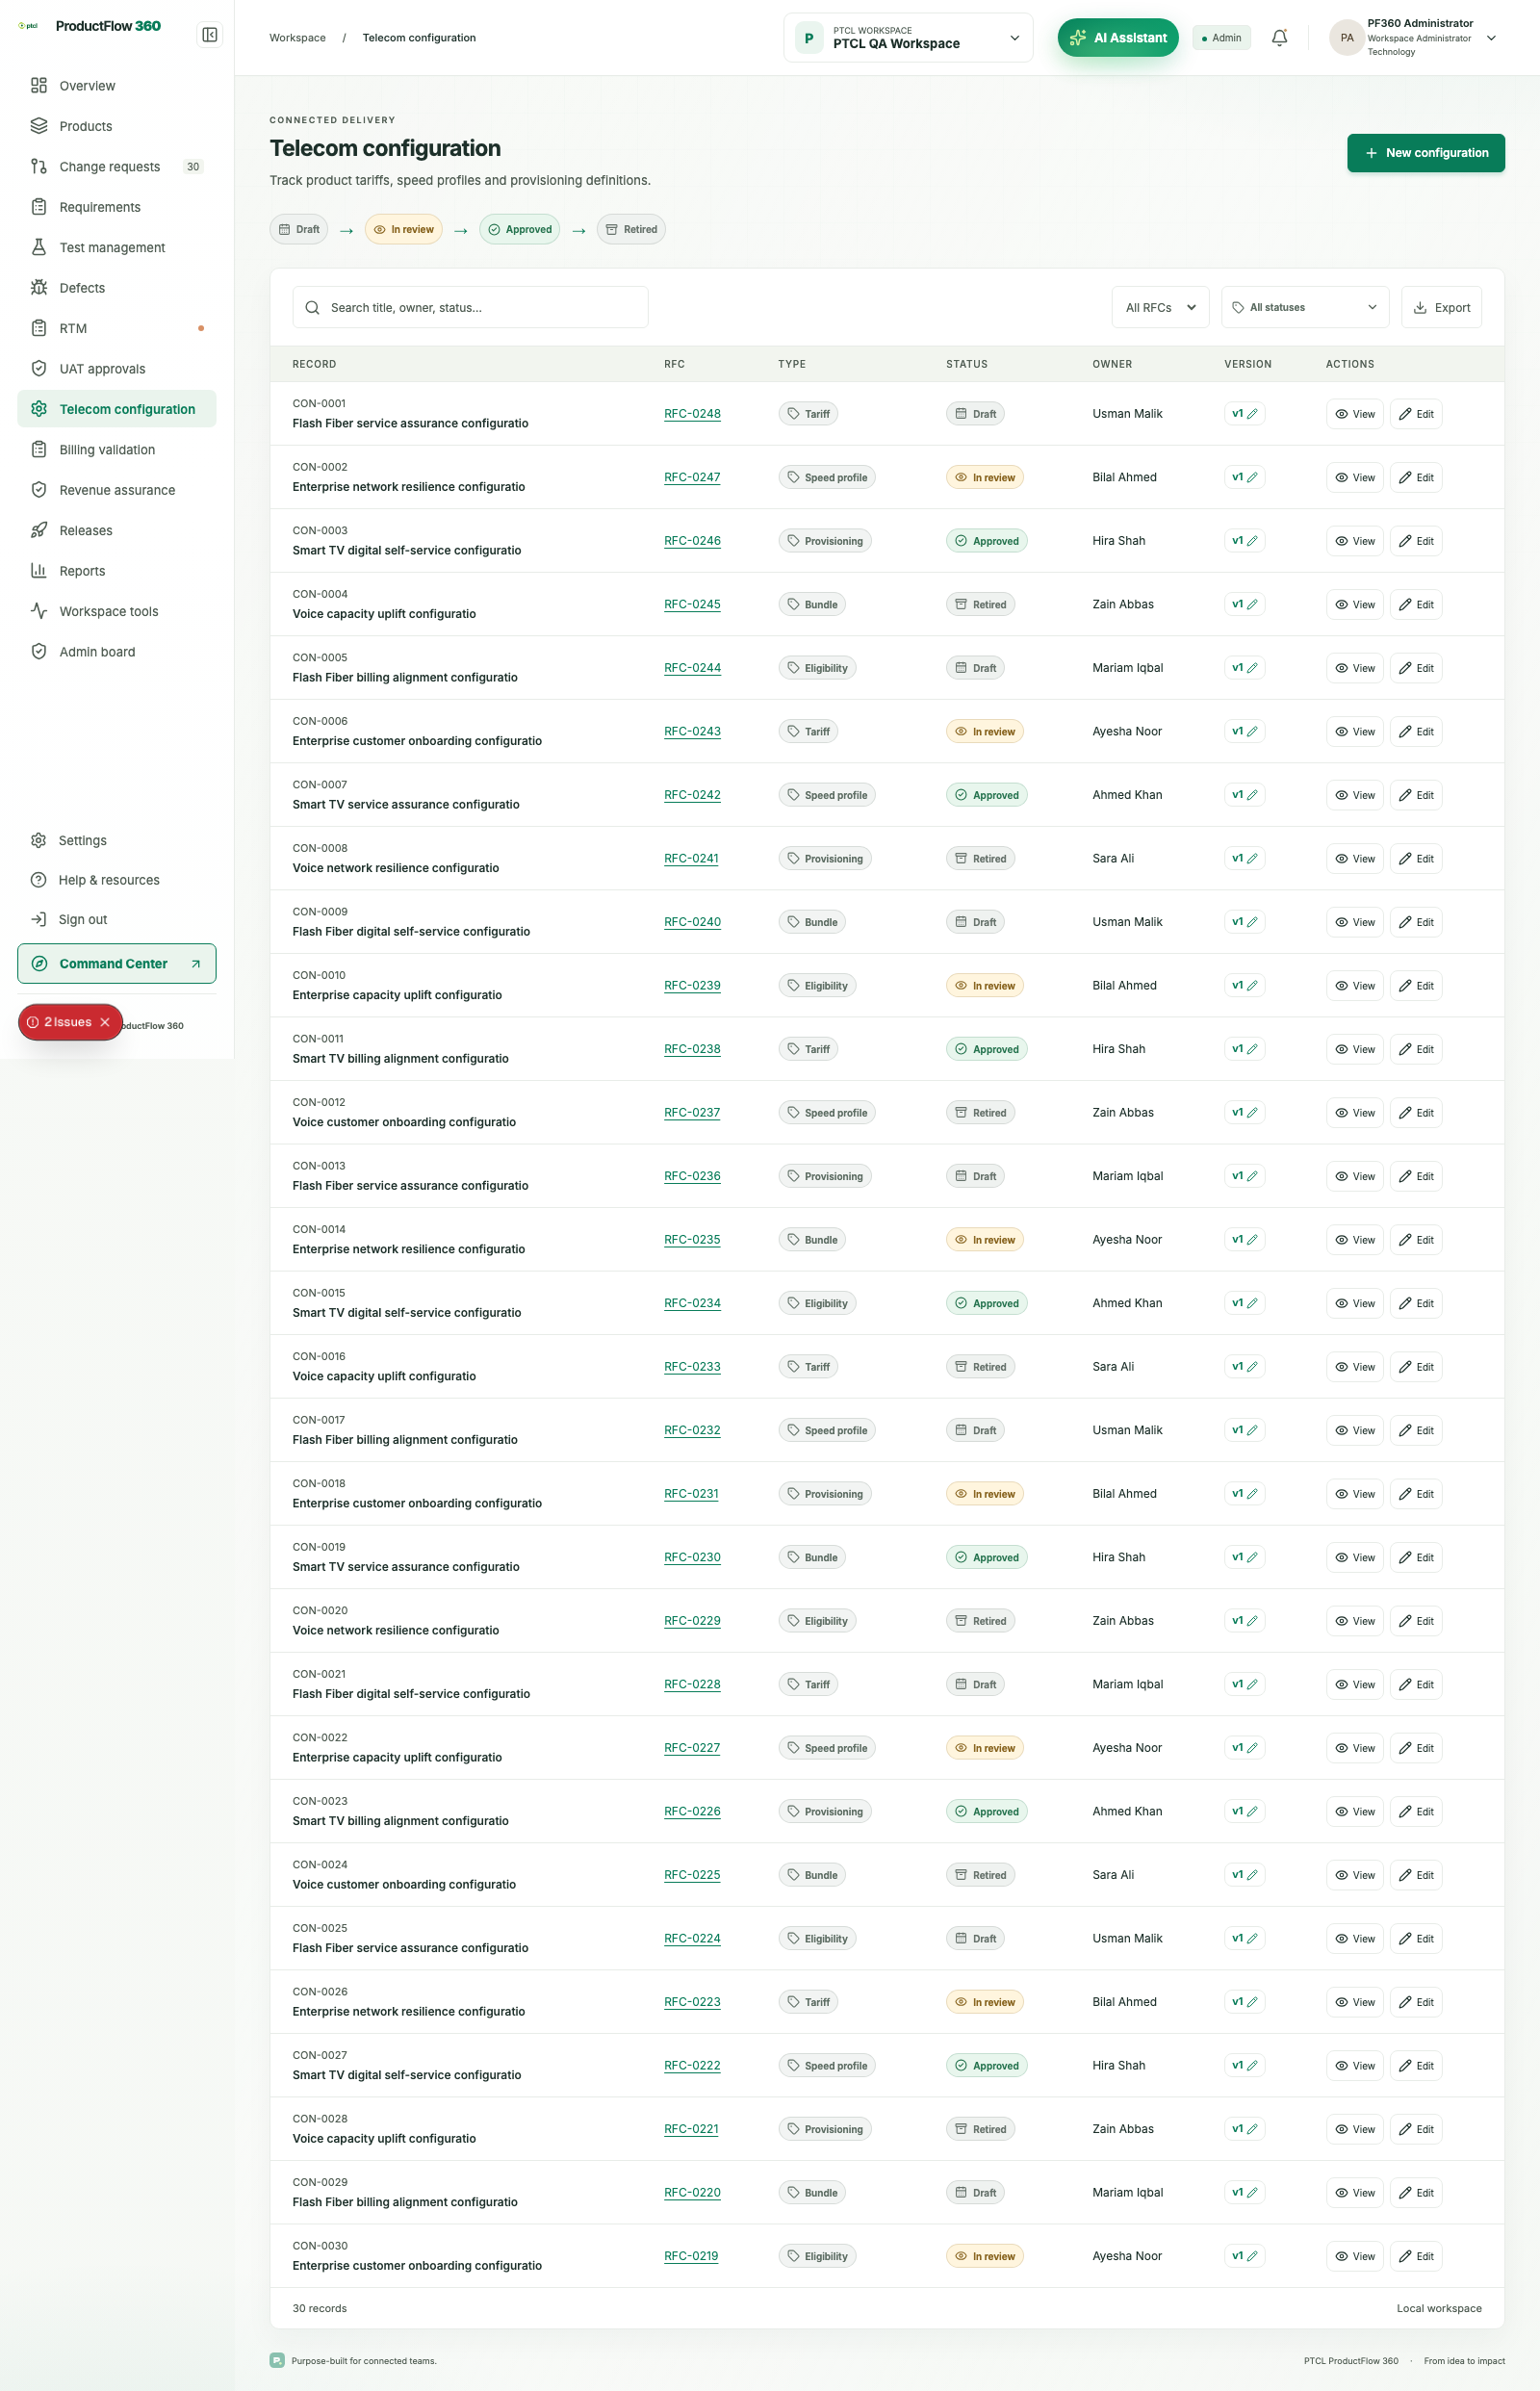 ptcl ProductFlow 360
Overview
Products
Change requests 30
Requirements
Test management
Defects
RTM
UAT approvals
Telecom configuration
Billing validation
Revenue assurance
Releases
Reports
Workspace tools
Admin board
Settings
Help & resources
Sign out
Command Center
2 Issues
oductFlow 360
Workspace / Telecom configuration
P PTCL WORKSPACE
PTCL QA Workspace
AI Assistant
Admin
PA
PF360 Administrator
Workspace Administrator
Technology
CONNECTED DELIVERY
Telecom configuration
Track product tariffs, speed profiles and provisioning definitions.
New configuration
Draft → In review → Approved → Retired
Search title, owner, status... All RFCs All statuses Export
RECORD RFC TYPE STATUS OWNER VERSION ACTIONS
CON-0001
Flash Fiber service assurance configuratio RFC-0248 Tariff Draft Usman Malik v1 View Edit
CON-0002
Enterprise network resilience configuratio RFC-0247 Speed profile In review Bilal Ahmed v1 View Edit
CON-0003
Smart TV digital self-service configuratio RFC-0246 Provisioning Approved Hira Shah v1 View Edit
CON-0004
Voice capacity uplift configuratio RFC-0245 Bundle Retired Zain Abbas v1 View Edit
CON-0005
Flash Fiber billing alignment configuratio RFC-0244 Eligibility Draft Mariam Iqbal v1 View Edit
CON-0006
Enterprise customer onboarding configuratio RFC-0243 Tariff In review Ayesha Noor v1 View Edit
CON-0007
Smart TV service assurance configuratio RFC-0242 Speed profile Approved Ahmed Khan v1 View Edit
CON-0008
Voice network resilience configuratio RFC-0241 Provisioning Retired Sara Ali v1 View Edit
CON-0009
Flash Fiber digital self-service configuratio RFC-0240 Bundle Draft Usman Malik v1 View Edit
CON-0010
Enterprise capacity uplift configuratio RFC-0239 Eligibility In review Bilal Ahmed v1 View Edit
CON-0011
Smart TV billing alignment configuratio RFC-0238 Tariff Approved Hira Shah v1 View Edit
CON-0012
Voice customer onboarding configuratio RFC-0237 Speed profile Retired Zain Abbas v1 View Edit
CON-0013
Flash Fiber service assurance configuratio RFC-0236 Provisioning Draft Mariam Iqbal v1 View Edit
CON-0014
Enterprise network resilience configuratio RFC-0235 Bundle In review Ayesha Noor v1 View Edit
CON-0015
Smart TV digital self-service configuratio RFC-0234 Eligibility Approved Ahmed Khan v1 View Edit
CON-0016
Voice capacity uplift configuratio RFC-0233 Tariff Retired Sara Ali v1 View Edit
CON-0017
Flash Fiber billing alignment configuratio RFC-0232 Speed profile Draft Usman Malik v1 View Edit
CON-0018
Enterprise customer onboarding configuratio RFC-0231 Provisioning In review Bilal Ahmed v1 View Edit
CON-0019
Smart TV service assurance configuratio RFC-0230 Bundle Approved Hira Shah v1 View Edit
CON-0020
Voice network resilience configuratio RFC-0229 Eligibility Retired Zain Abbas v1 View Edit
CON-0021
Flash Fiber digital self-service configuratio RFC-0228 Tariff Draft Mariam Iqbal v1 View Edit
CON-0022
Enterprise capacity uplift configuratio RFC-0227 Speed profile In review Ayesha Noor v1 View Edit
CON-0023
Smart TV billing alignment configuratio RFC-0226 Provisioning Approved Ahmed Khan v1 View Edit
CON-0024
Voice customer onboarding configuratio RFC-0225 Bundle Retired Sara Ali v1 View Edit
CON-0025
Flash Fiber service assurance configuratio RFC-0224 Eligibility Draft Usman Malik v1 View Edit
CON-0026
Enterprise network resilience configuratio RFC-0223 Tariff In review Bilal Ahmed v1 View Edit
CON-0027
Smart TV digital self-service configuratio RFC-0222 Speed profile Approved Hira Shah v1 View Edit
CON-0028
Voice capacity uplift configuratio RFC-0221 Provisioning Retired Zain Abbas v1 View Edit
CON-0029
Flash Fiber billing alignment configuratio RFC-0220 Bundle Draft Mariam Iqbal v1 View Edit
CON-0030
Enterprise customer onboarding configuratio RFC-0219 Eligibility In review Ayesha Noor v1 View Edit
30 records Local workspace
P. Purpose-built for connected teams. PTCL ProductFlow 360 · From idea to impact